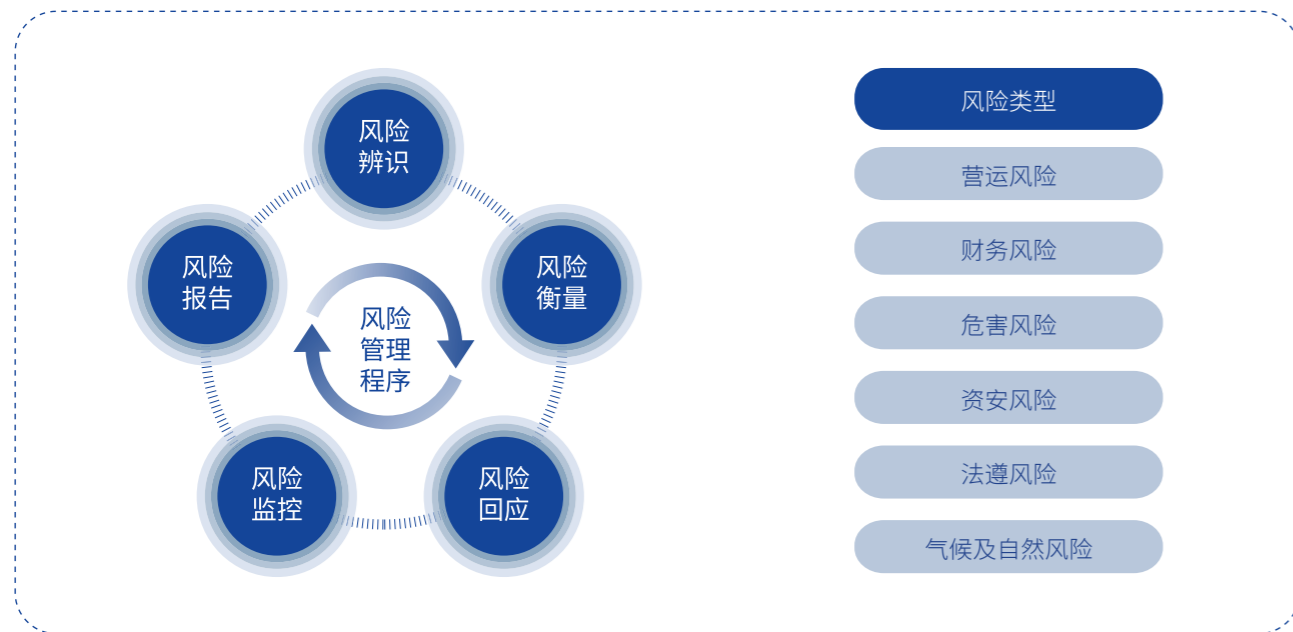 风险
辨识
风险
衡量
风险
回应
风险
监控
风险
报告
风险
管理
程序
风险类型
营运风险
财务风险
危害风险
资安风险
法遵风险
气候及自然风险